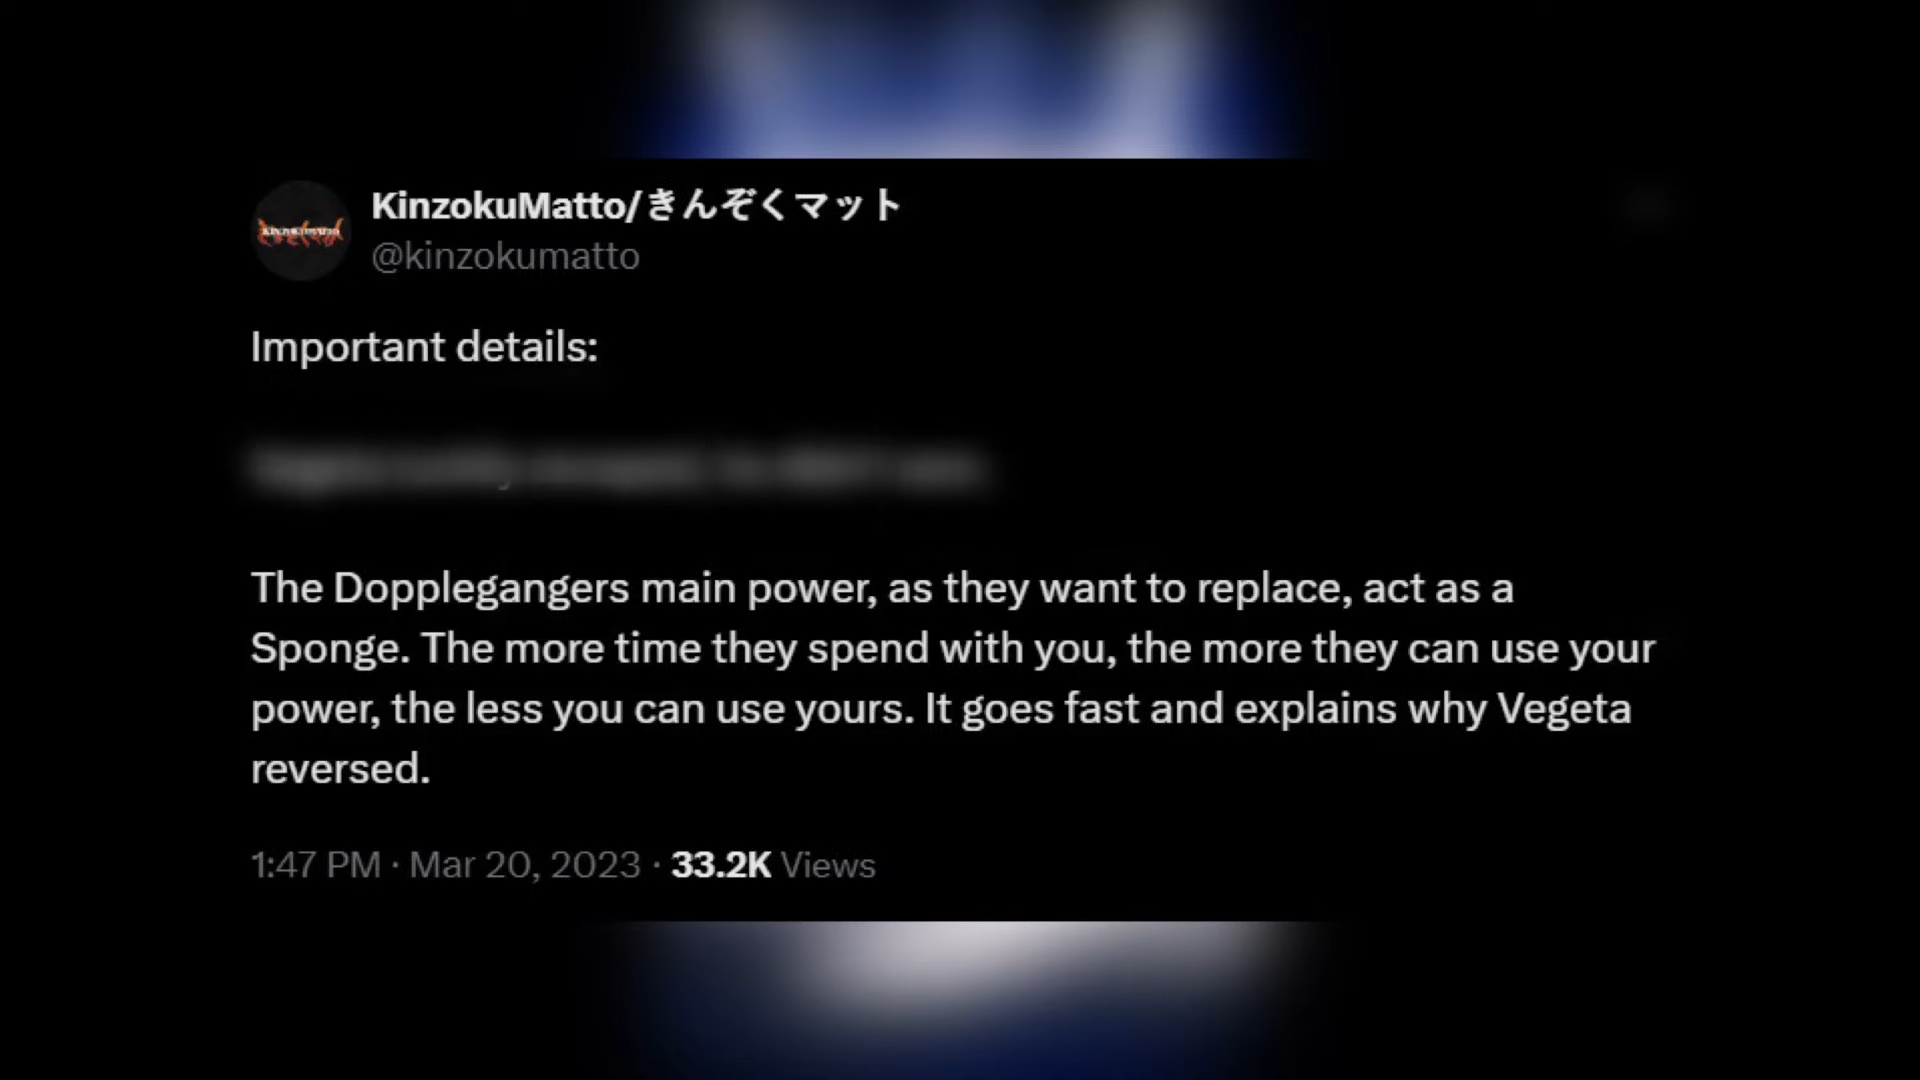 KinzokuMatto/きんぞくマット
@kinzokumatto
Important details:
The Dopplegangers main power, as they want to replace, act as a
Sponge. The more time they spend with you, the more they can use your
power, the less you can use yours. It goes fast and explains why Vegeta
reversed.
1:47 PM · Mar 20, 2023 · 33.2K Views